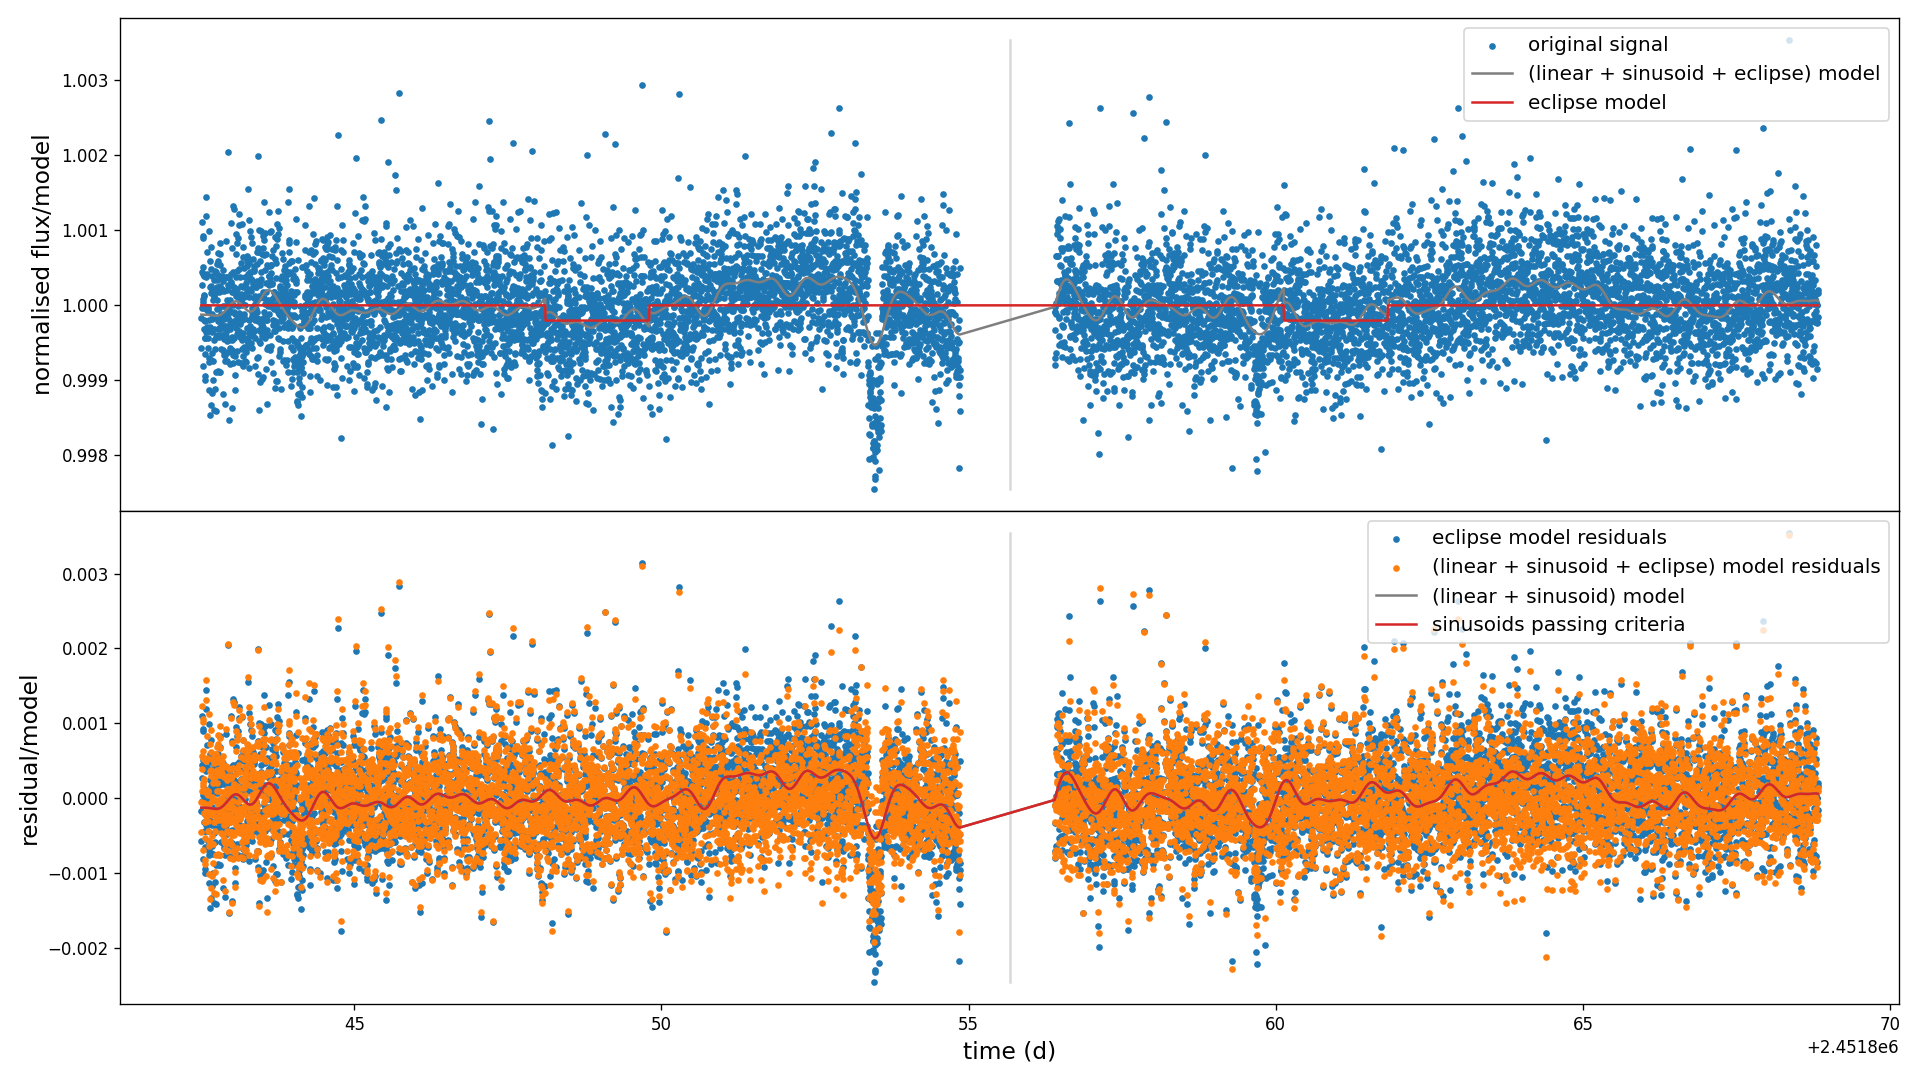 original signal
(linear + sinusoid + eclipse) model
eclipse model
1.003
1.002
1.001
1.000
0.999
0.998
normalised flux/model
eclipse model residuals
(linear + sinusoid + eclipse) model residuals
(linear + sinusoid) model
sinusoids passing criteria
0.003
0.002
0.001
0.000
−0.001
−0.002
residual/model
45
50
55
60
65
70
time (d)
+2.4518e6